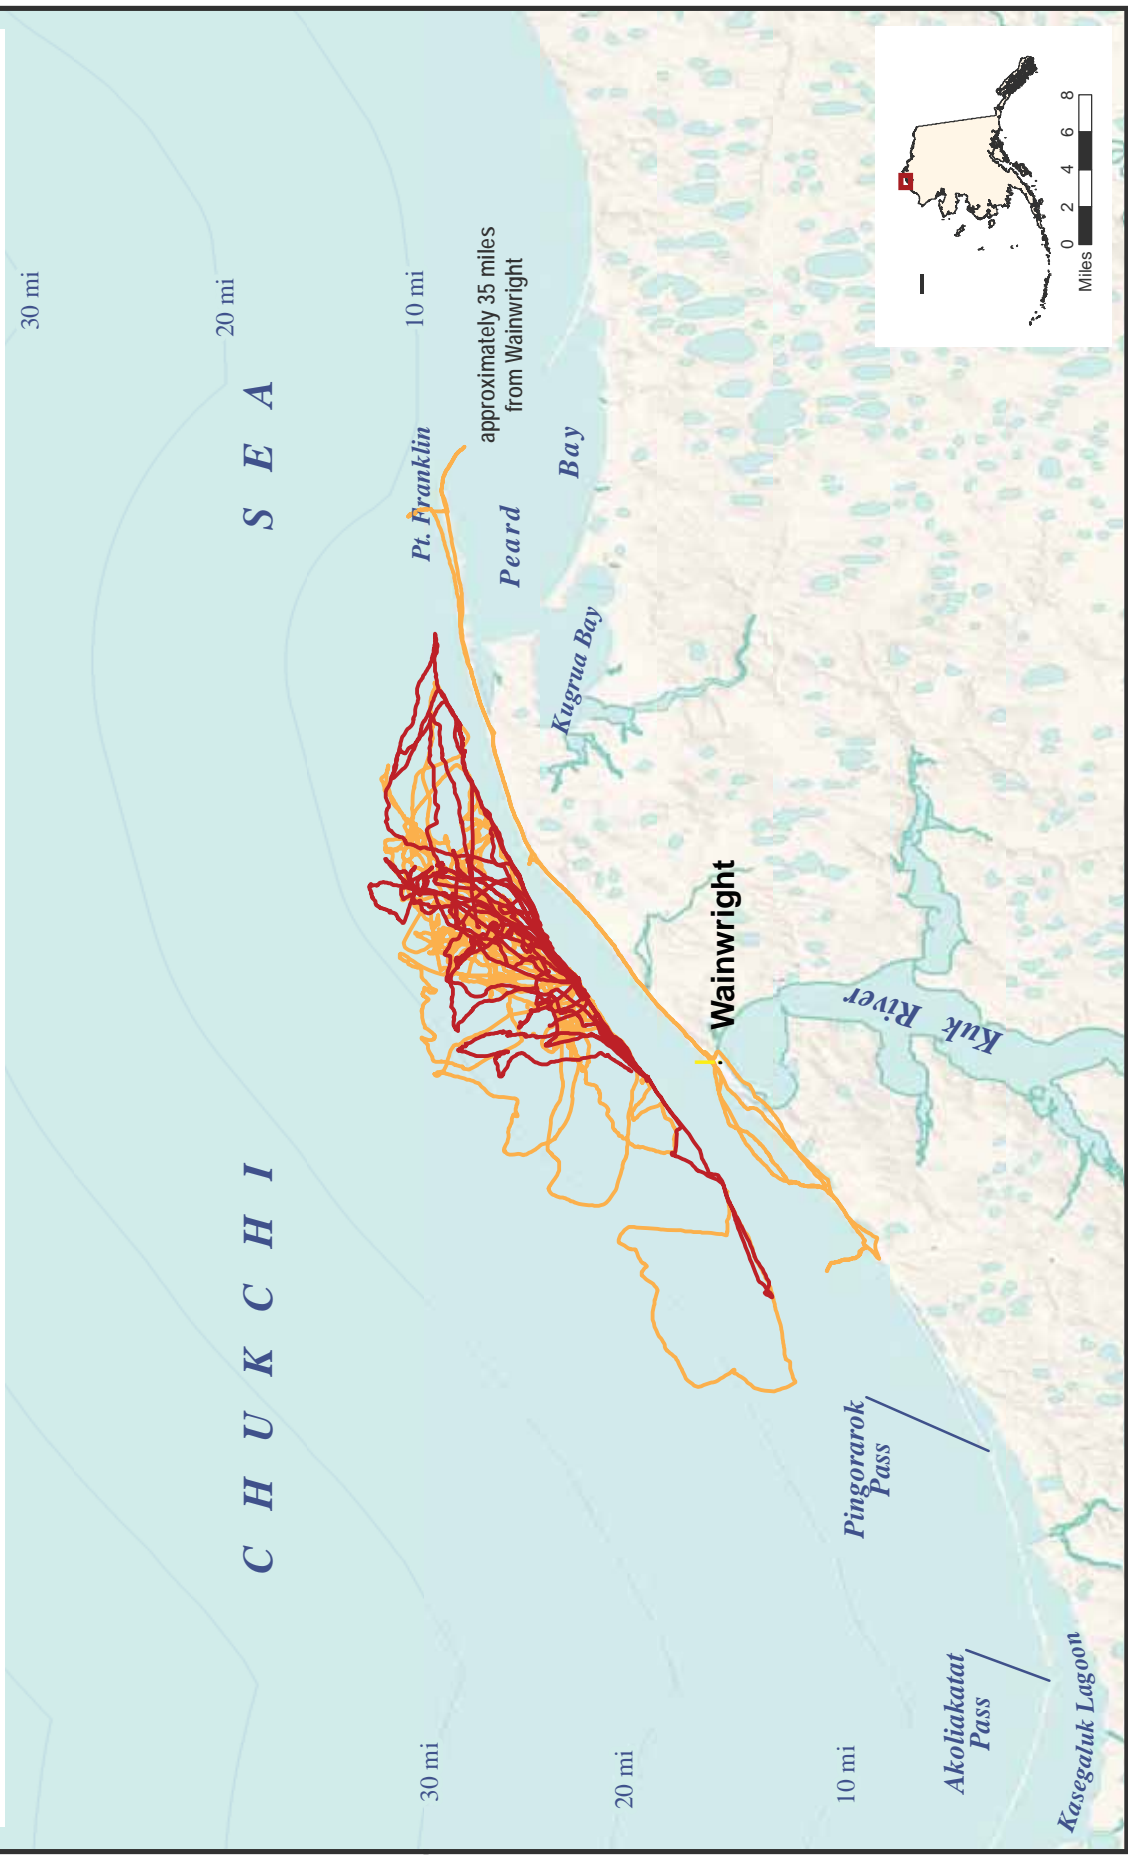 30 mi
20 mi
10 mi
CHUKCHI SEA
Pt. Franklin
approximately 35 miles
from Wainwright
Peard
Bay
Kugrua Bay
Wainwright
Kuk River
Pingorarok
Pass
Akoliakatat
Pass
Kasegaluk Lagoon
30 mi
20 mi
10 mi
0 2 4 6 8
Miles